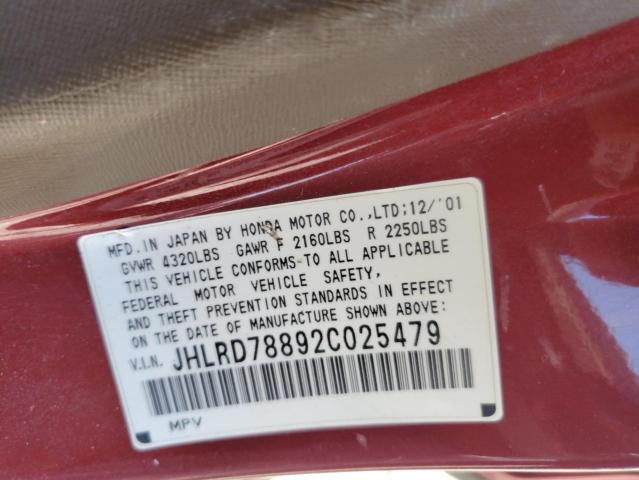 MFD.IN JAPAN BY HONDA MOTOR CO.,LTD;12/'01
GVWR 4320LBS GAWR F 2160LBS R 2250LBS
THIS VEHICLE CONFORMS-TO ALL APPLICABLE
FEDERAL MOTOR VEHICLE SAFETY,
AND THEFT PREVENTION STANDARDS IN EFFECT
ON THE DATE OF MANUFACTURE SHOWN ABOVE:
V.I.N. JHLRD78892C025479
MPV